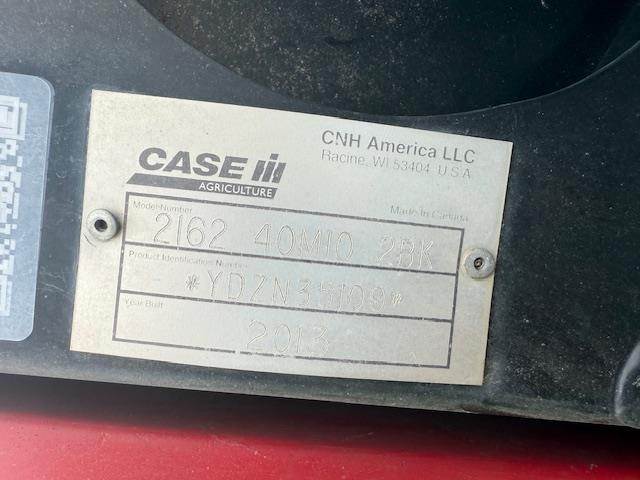 CASE IH
AGRICULTURE
CNH America LLC
Racine, WI 53404 U.S.A.
Model Number
Made in Canada
2162 40M10 2BK
Product Identification Number
*YDZN35109*
Year Built
2013